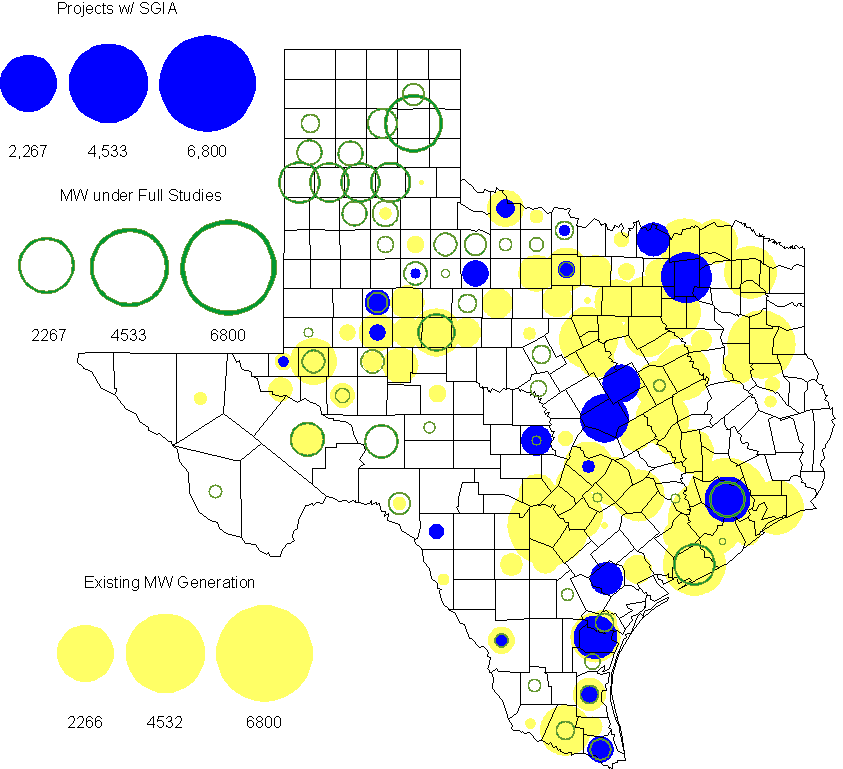 Projects w/ SGIA
2,267 4,533 6,800
MW under Full Studies
2267 4533 6800
Existing MW Generation
2266 4532 6800